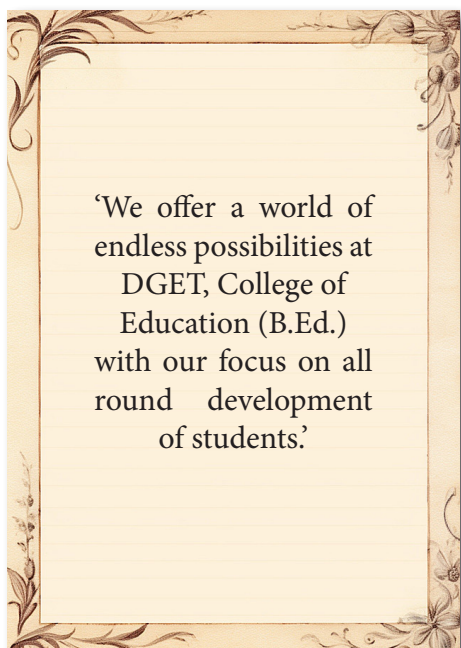 ‘We offer a world of
endless possibilities at
DGET, College of
Education (B.Ed.)
with our focus on all
round development
of students.’